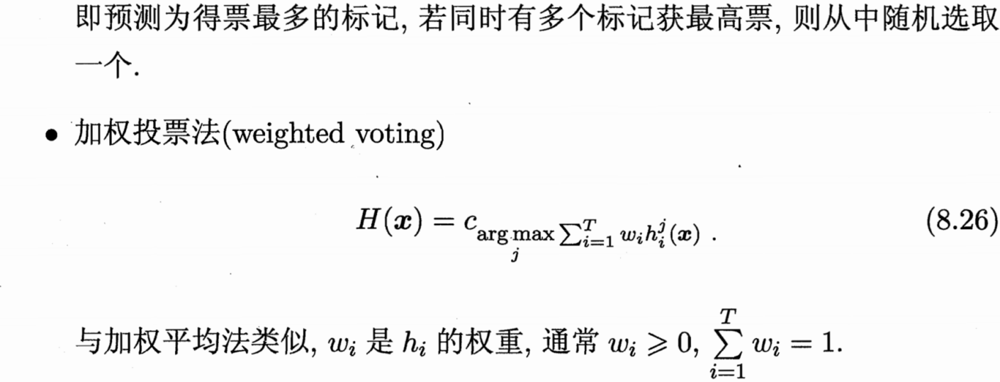 即预测为得票最多的标记, 若同时有多个标记获最高票, 则从中随机选取
一个.
• 加权投票法(weighted voting)
$H(\boldsymbol{x}) = c_{\underset{j}{\arg\max} \sum_{i=1}^{T} w_i h_i^j(\boldsymbol{x})}$ . (8.26)
与加权平均法类似, $w_i$ 是 $h_i$ 的权重, 通常 $w_i \geqslant 0$, $\sum_{i=1}^{T} w_i = 1$.